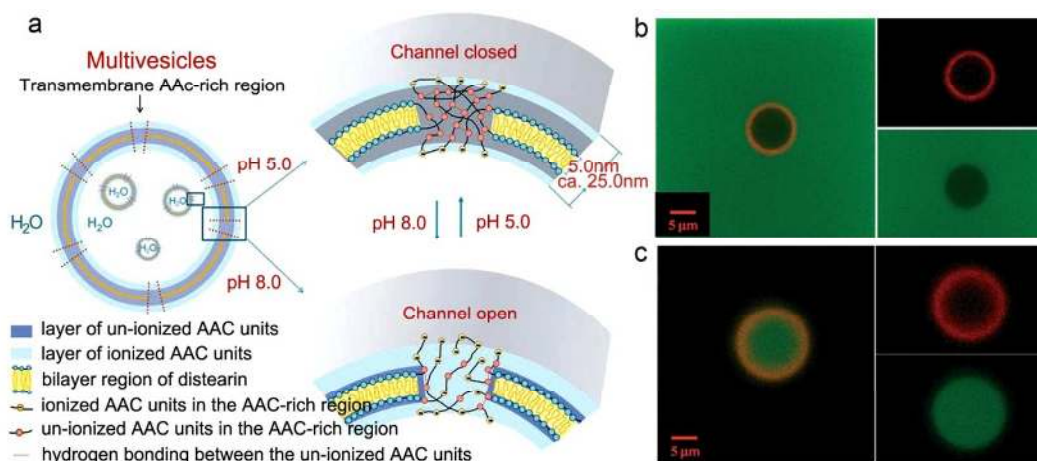 a
Multivesicles
Transmembrane AAc-rich region
H₂O
H₂O
H₂O
H₂O
H₂O
pH 5.0
pH 8.0
Channel closed
5.0nm
ca. 25.0nm
pH 8.0
pH 5.0
Channel open
layer of un-ionized AAC units
layer of ionized AAC units
bilayer region of distearin
ionized AAC units in the AAC-rich region
un-ionized AAC units in the AAC-rich region
hydrogen bonding between the un-ionized AAC units
b
5 μm
c
5 μm